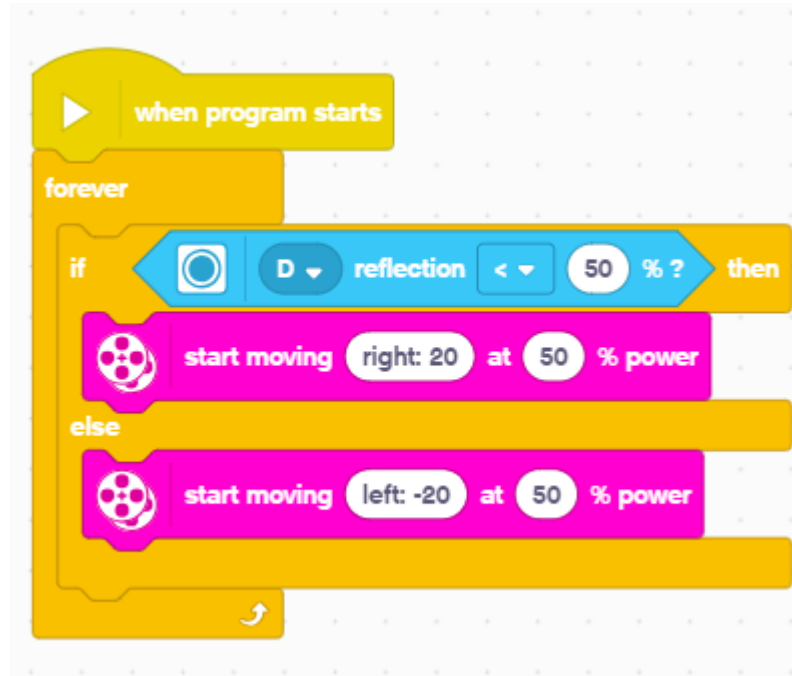 when program starts
forever
if D reflection < 50 % ? then
start moving right: 20 at 50 % power
else
start moving left: -20 at 50 % power